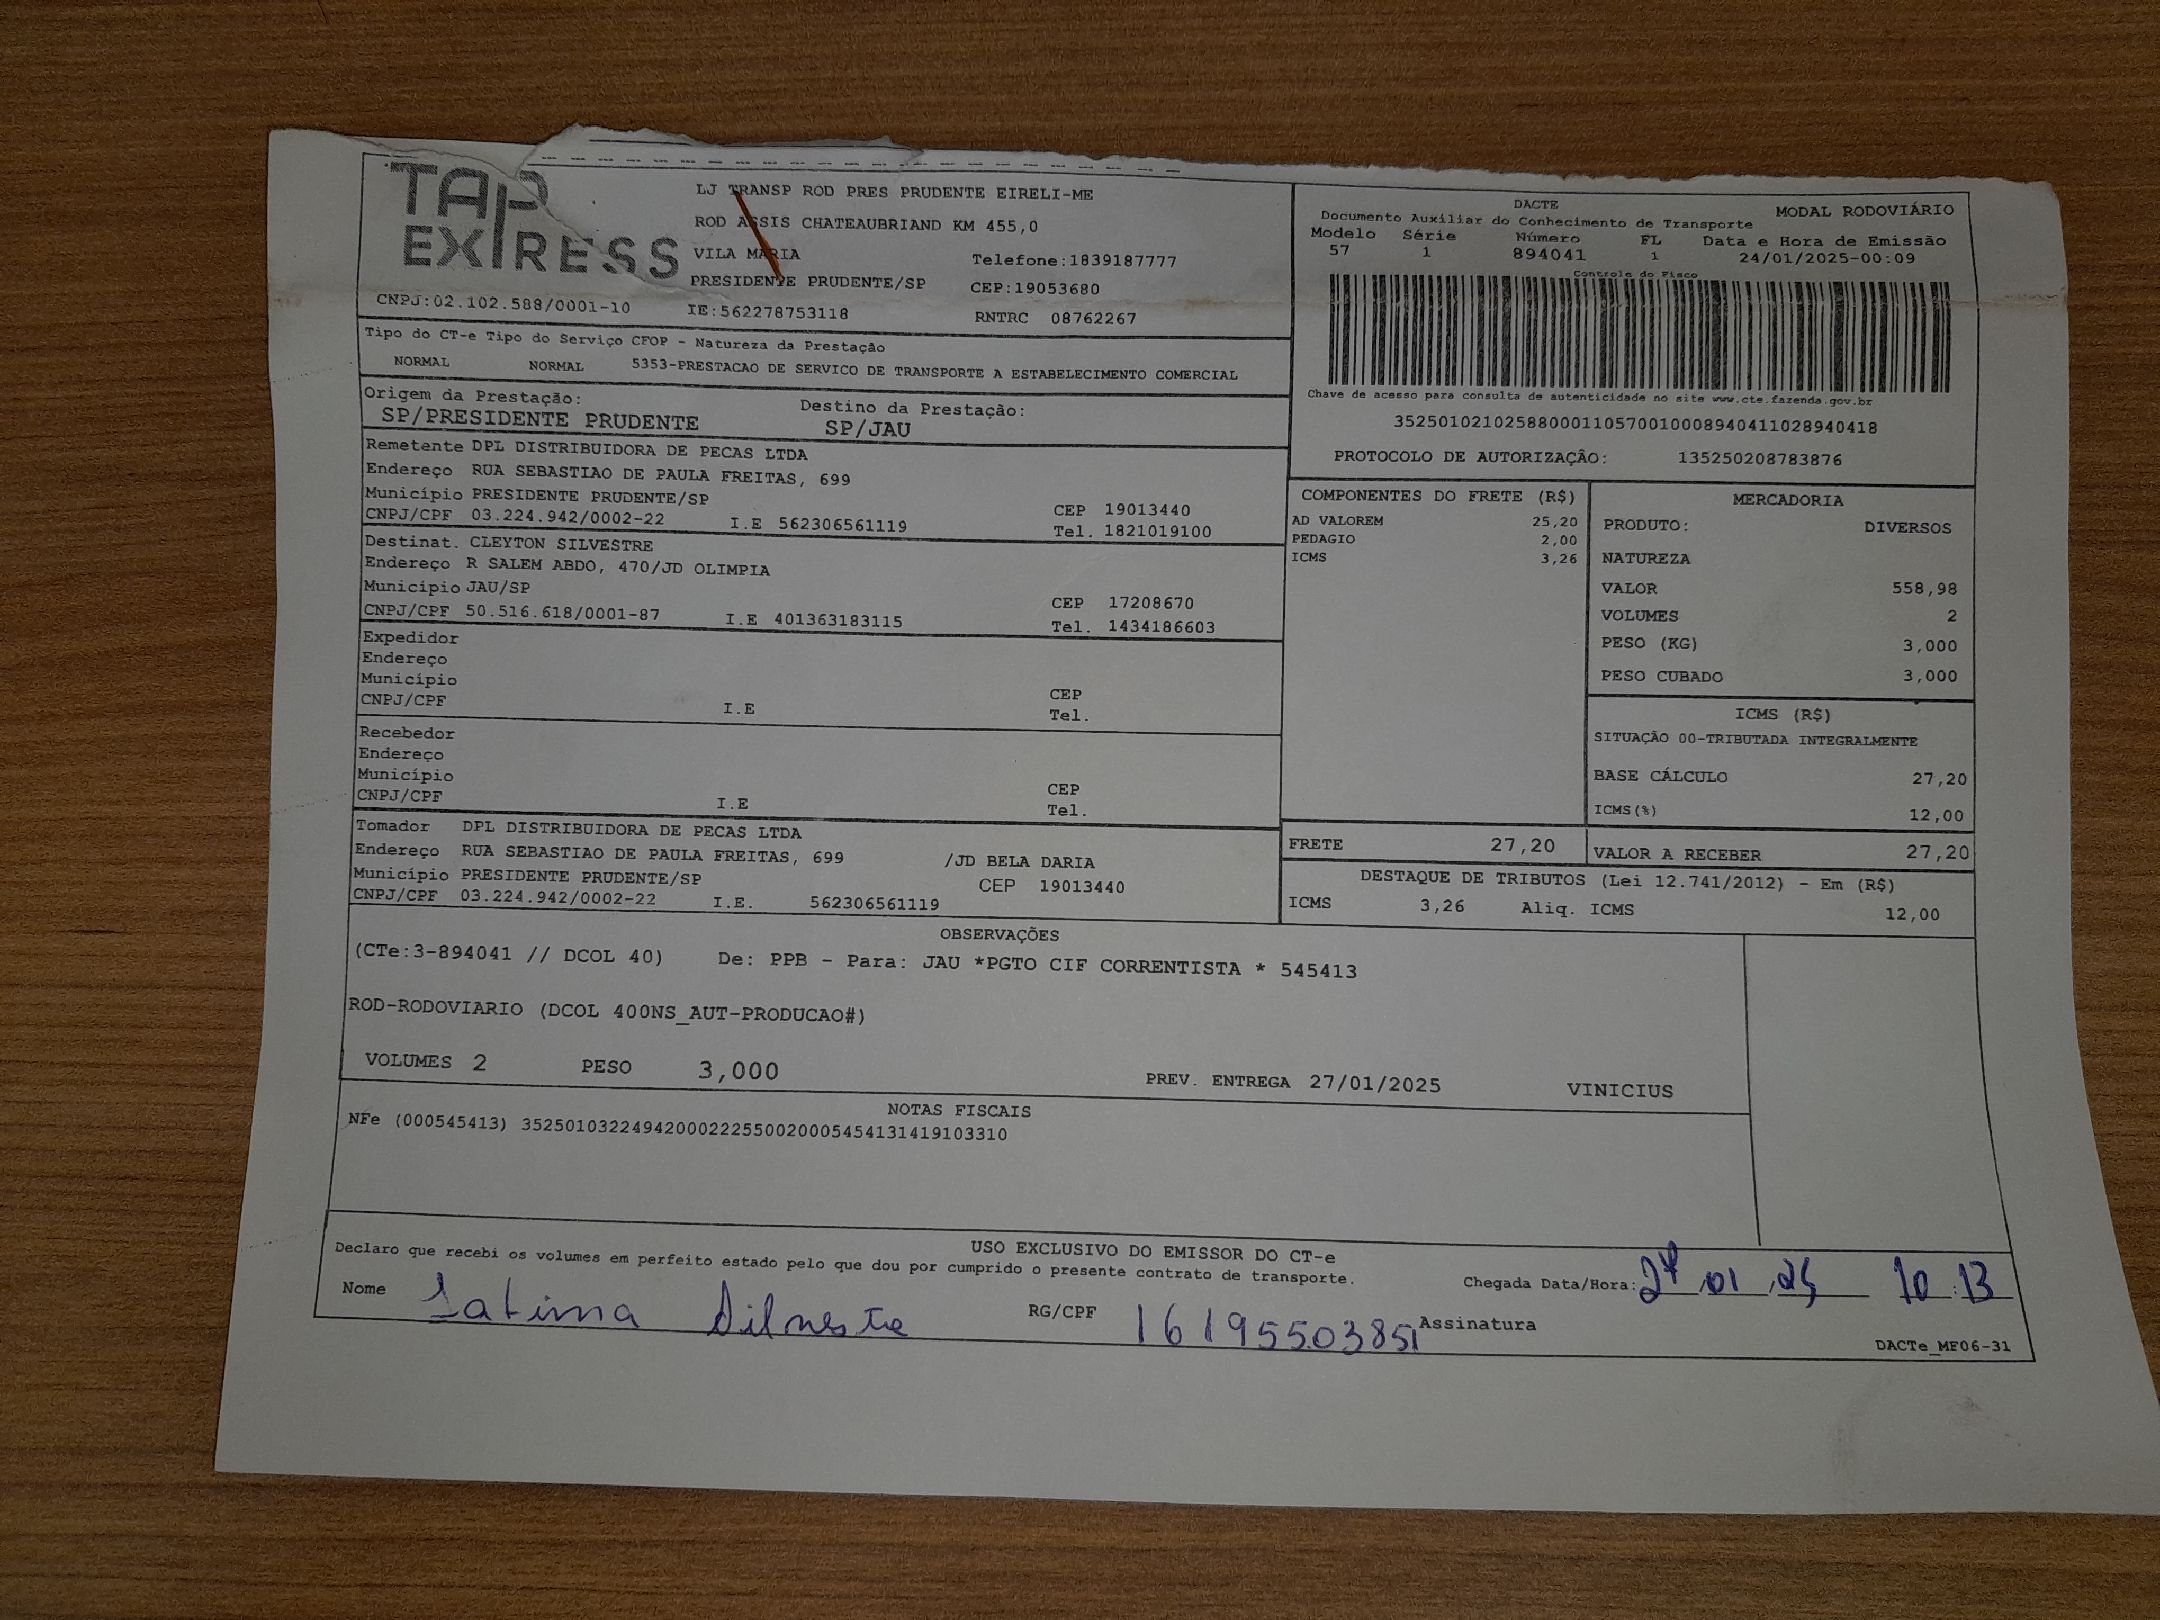 TAP
EXPRESS
LJ TRANSP ROD PRES PRUDENTE EIRELI-ME
ROD ASSIS CHATEAUBRIAND KM 455,0
VILA MARIA Telefone:1839187777
PRESIDENTE PRUDENTE/SP CEP:19053680
CNPJ:02.102.588/0001-10 IE:562278753118 RNTRC 08762267
DACTE MODAL RODOVIÁRIO
Documento Auxiliar do Conhecimento de Transporte
Modelo Série Número FL Data e Hora de Emissão
57 1 894041 1 24/01/2025-00:09
Controle do Fisco
Chave de acesso para consulta de autenticidade no site www.cte.fazenda.gov.br
35250102102588000110570010008940411028940418
PROTOCOLO DE AUTORIZAÇÂO: 135250208783876
Tipo do CT-e Tipo do Serviço CFOP - Natureza da Prestação
NORMAL NORMAL 5353-PRESTACAO DE SERVICO DE TRANSPORTE A ESTABELECIMENTO COMERCIAL
Origem da Prestação: Destino da Prestação:
SP/PRESIDENTE PRUDENTE SP/JAU
Remetente DPL DISTRIBUIDORA DE PECAS LTDA
Endereço RUA SEBASTIAO DE PAULA FREITAS, 699
Município PRESIDENTE PRUDENTE/SP CEP 19013440
CNPJ/CPF 03.224.942/0002-22 I.E 562306561119 Tel. 1821019100
Destinat. CLEYTON SILVESTRE
Endereço R SALEM ABDO, 470/JD OLIMPIA
Município JAU/SP CEP 17208670
CNPJ/CPF 50.516.618/0001-87 I.E 401363183115 Tel. 1434186603
Expedidor
Endereço
Município CEP
CNPJ/CPF I.E Tel.
Recebedor
Endereço
Município CEP
CNPJ/CPF I.E Tel.
Tomador DPL DISTRIBUIDORA DE PECAS LTDA
Endereço RUA SEBASTIAO DE PAULA FREITAS, 699 /JD BELA DARIA
Município PRESIDENTE PRUDENTE/SP CEP 19013440
CNPJ/CPF 03.224.942/0002-22 I.E. 562306561119
COMPONENTES DO FRETE (R$)
AD VALOREM 25,20
PEDAGIO 2,00
ICMS 3,26
MERCADORIA
PRODUTO: DIVERSOS
NATUREZA
VALOR 558,98
VOLUMES 2
PESO (KG) 3,000
PESO CUBADO 3,000
ICMS (R$)
SITUAÇÃO 00-TRIBUTADA INTEGRALMENTE
BASE CÁLCULO 27,20
ICMS(%) 12,00
FRETE 27,20 VALOR A RECEBER 27,20
DESTAQUE DE TRIBUTOS (Lei 12.741/2012) - Em (R$)
ICMS 3,26 Aliq. ICMS 12,00
OBSERVAÇÕES
(CTe:3-894041 // DCOL 40) De: PPB - Para: JAU *PGTO CIF CORRENTISTA * 545413
ROD-RODOVIARIO (DCOL 400NS_AUT-PRODUCAO#)
VOLUMES 2 PESO 3,000 PREV. ENTREGA 27/01/2025 VINICIUS
NOTAS FISCAIS
NFe (000545413) 35250103224942000222550020005454131419103310
USO EXCLUSIVO DO EMISSOR DO CT-e
Declaro que recebi os volumes em perfeito estado pelo que dou por cumprido o presente contrato de transporte.
Chegada Data/Hora: 24 01 25 10:13
Nome Fatima Silvestre RG/CPF 16195503851 Assinatura
DACTe_MF06-31